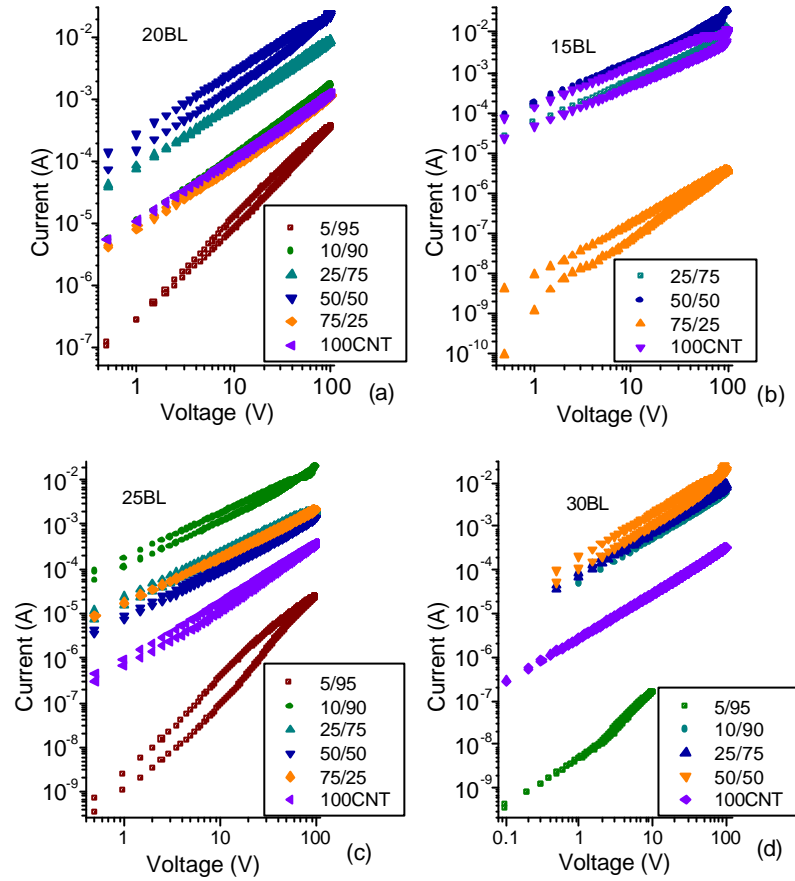 20BL
10⁻²
10⁻³
10⁻⁴
10⁻⁵
10⁻⁶
10⁻⁷
Current (A)
5/95
10/90
25/75
50/50
75/25
100CNT
1 10 100
Voltage (V)
(a)
15BL
10⁻²
10⁻³
10⁻⁴
10⁻⁵
10⁻⁶
10⁻⁷
10⁻⁸
10⁻⁹
10⁻¹⁰
Current (A)
25/75
50/50
75/25
100CNT
1 10 100
Voltage (V)
(b)
25BL
10⁻²
10⁻³
10⁻⁴
10⁻⁵
10⁻⁶
10⁻⁷
10⁻⁸
10⁻⁹
Current (A)
5/95
10/90
25/75
50/50
75/25
100CNT
1 10 100
Voltage (V)
(c)
30BL
10⁻²
10⁻³
10⁻⁴
10⁻⁵
10⁻⁶
10⁻⁷
10⁻⁸
10⁻⁹
Current (A)
5/95
10/90
25/75
50/50
100CNT
0.1 1 10 100
Voltage (V)
(d)